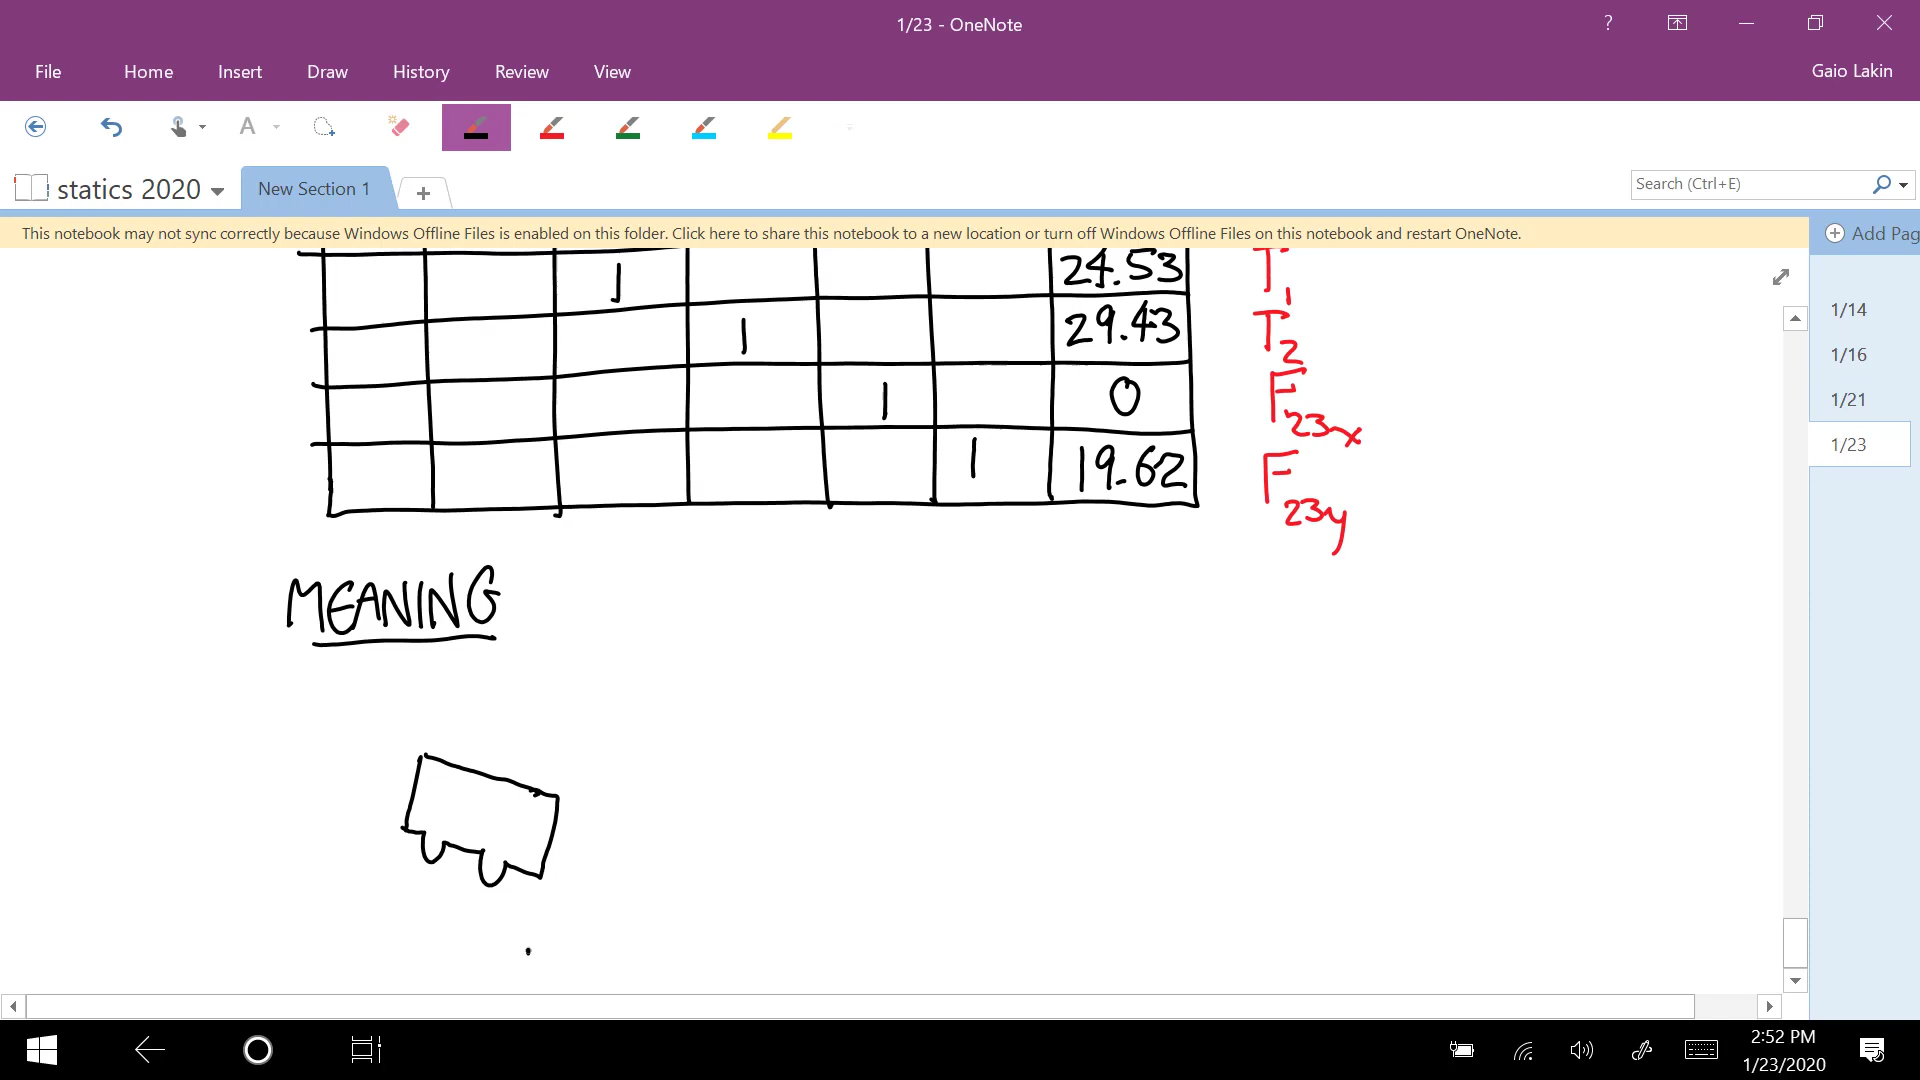 1/23 - OneNote
?
File Home Insert Draw History Review View
Gaio Lakin
A
statics 2020
New Section 1
+
Search (Ctrl+E)
This notebook may not sync correctly because Windows Offline Files is enabled on this folder. Click here to share this notebook to a new location or turn off Windows Offline Files on this notebook and restart OneNote.
Add Pag
1/14
1/16
1/21
1/23
1 24.53 T1
1 29.43 T2
1 0 F23x
1 19.62 F23y
MEANING
2:52 PM
1/23/2020